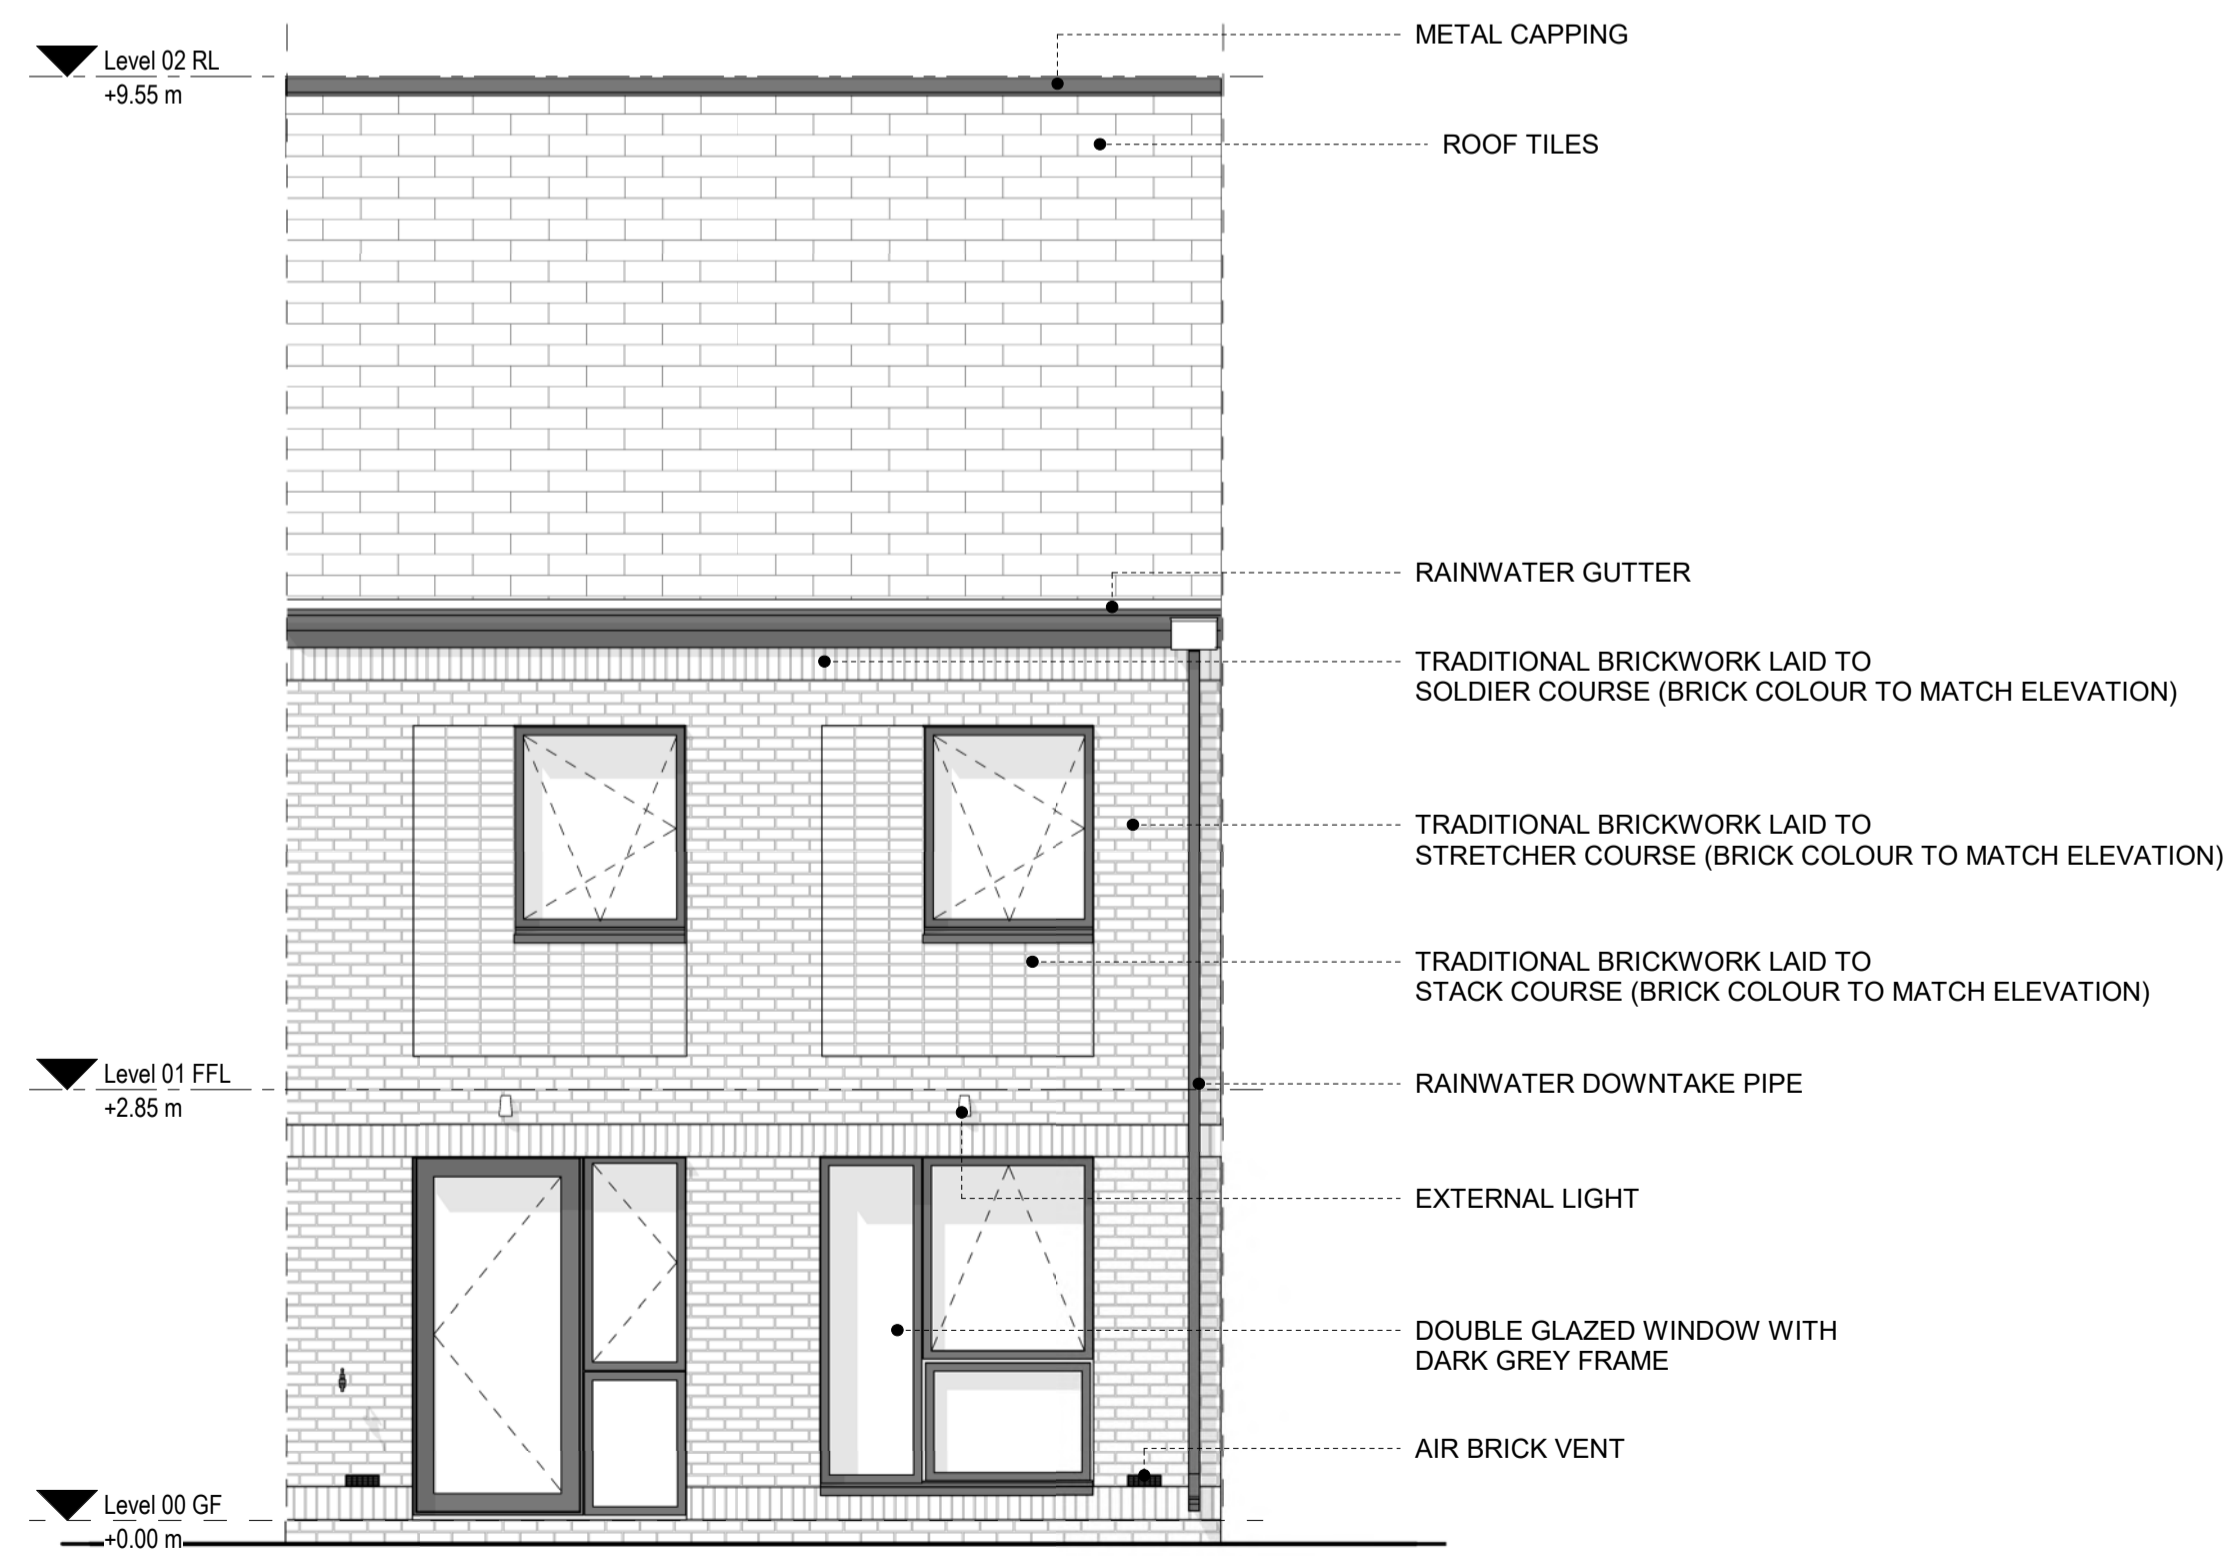 METAL CAPPING
Level 02 RL
+9.55 m
ROOF TILES
RAINWATER GUTTER
TRADITIONAL BRICKWORK LAID TO
SOLDIER COURSE (BRICK COLOUR TO MATCH ELEVATION)
TRADITIONAL BRICKWORK LAID TO
STRETCHER COURSE (BRICK COLOUR TO MATCH ELEVATION)
TRADITIONAL BRICKWORK LAID TO
STACK COURSE (BRICK COLOUR TO MATCH ELEVATION)
Level 01 FFL
+2.85 m
RAINWATER DOWNTAKE PIPE
EXTERNAL LIGHT
DOUBLE GLAZED WINDOW WITH
DARK GREY FRAME
AIR BRICK VENT
Level 00 GF
+0.00 m